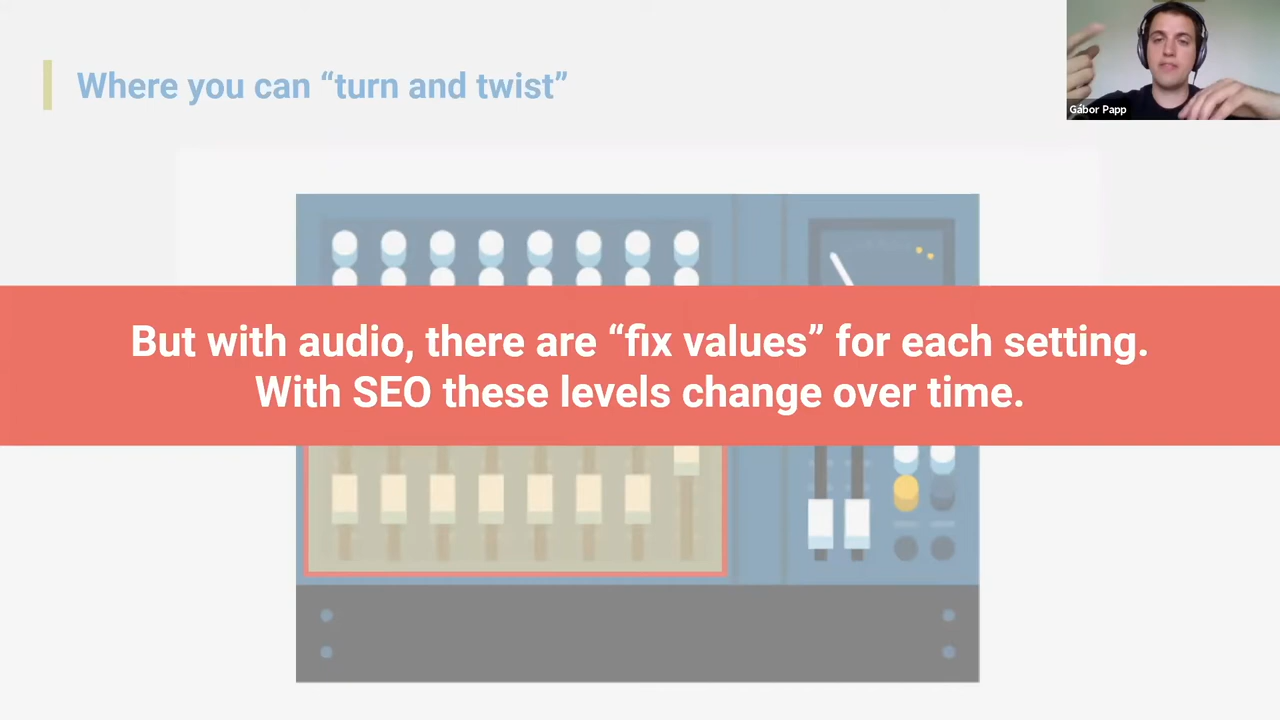 Where you can “turn and twist”
Gábor Papp
But with audio, there are “fix values” for each setting.
With SEO these levels change over time.